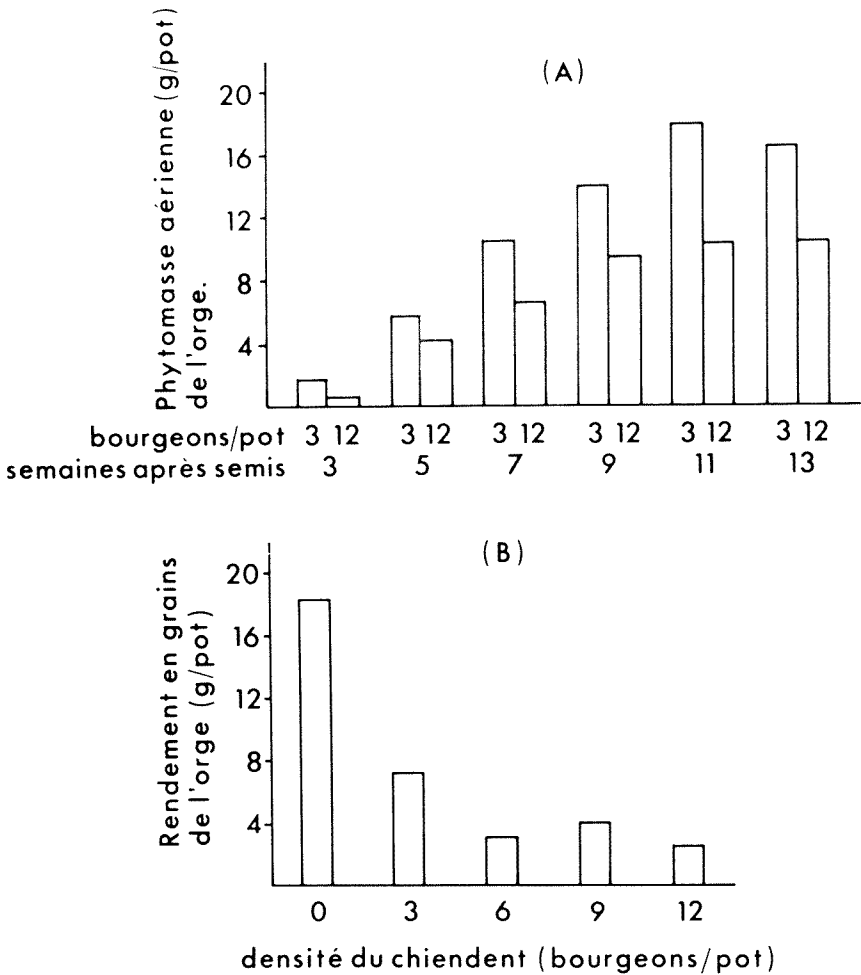 (A)
Phytomasse aérienne (g/pot)
de l'orge.
20
16
12
8
4
bourgeons/pot 3 12 3 12 3 12 3 12 3 12 3 12
semaines après semis 3 5 7 9 11 13
(B)
Rendement en grains
de l'orge (g/pot)
20
16
12
8
4
0 3 6 9 12
densité du chiendent (bourgeons/pot)